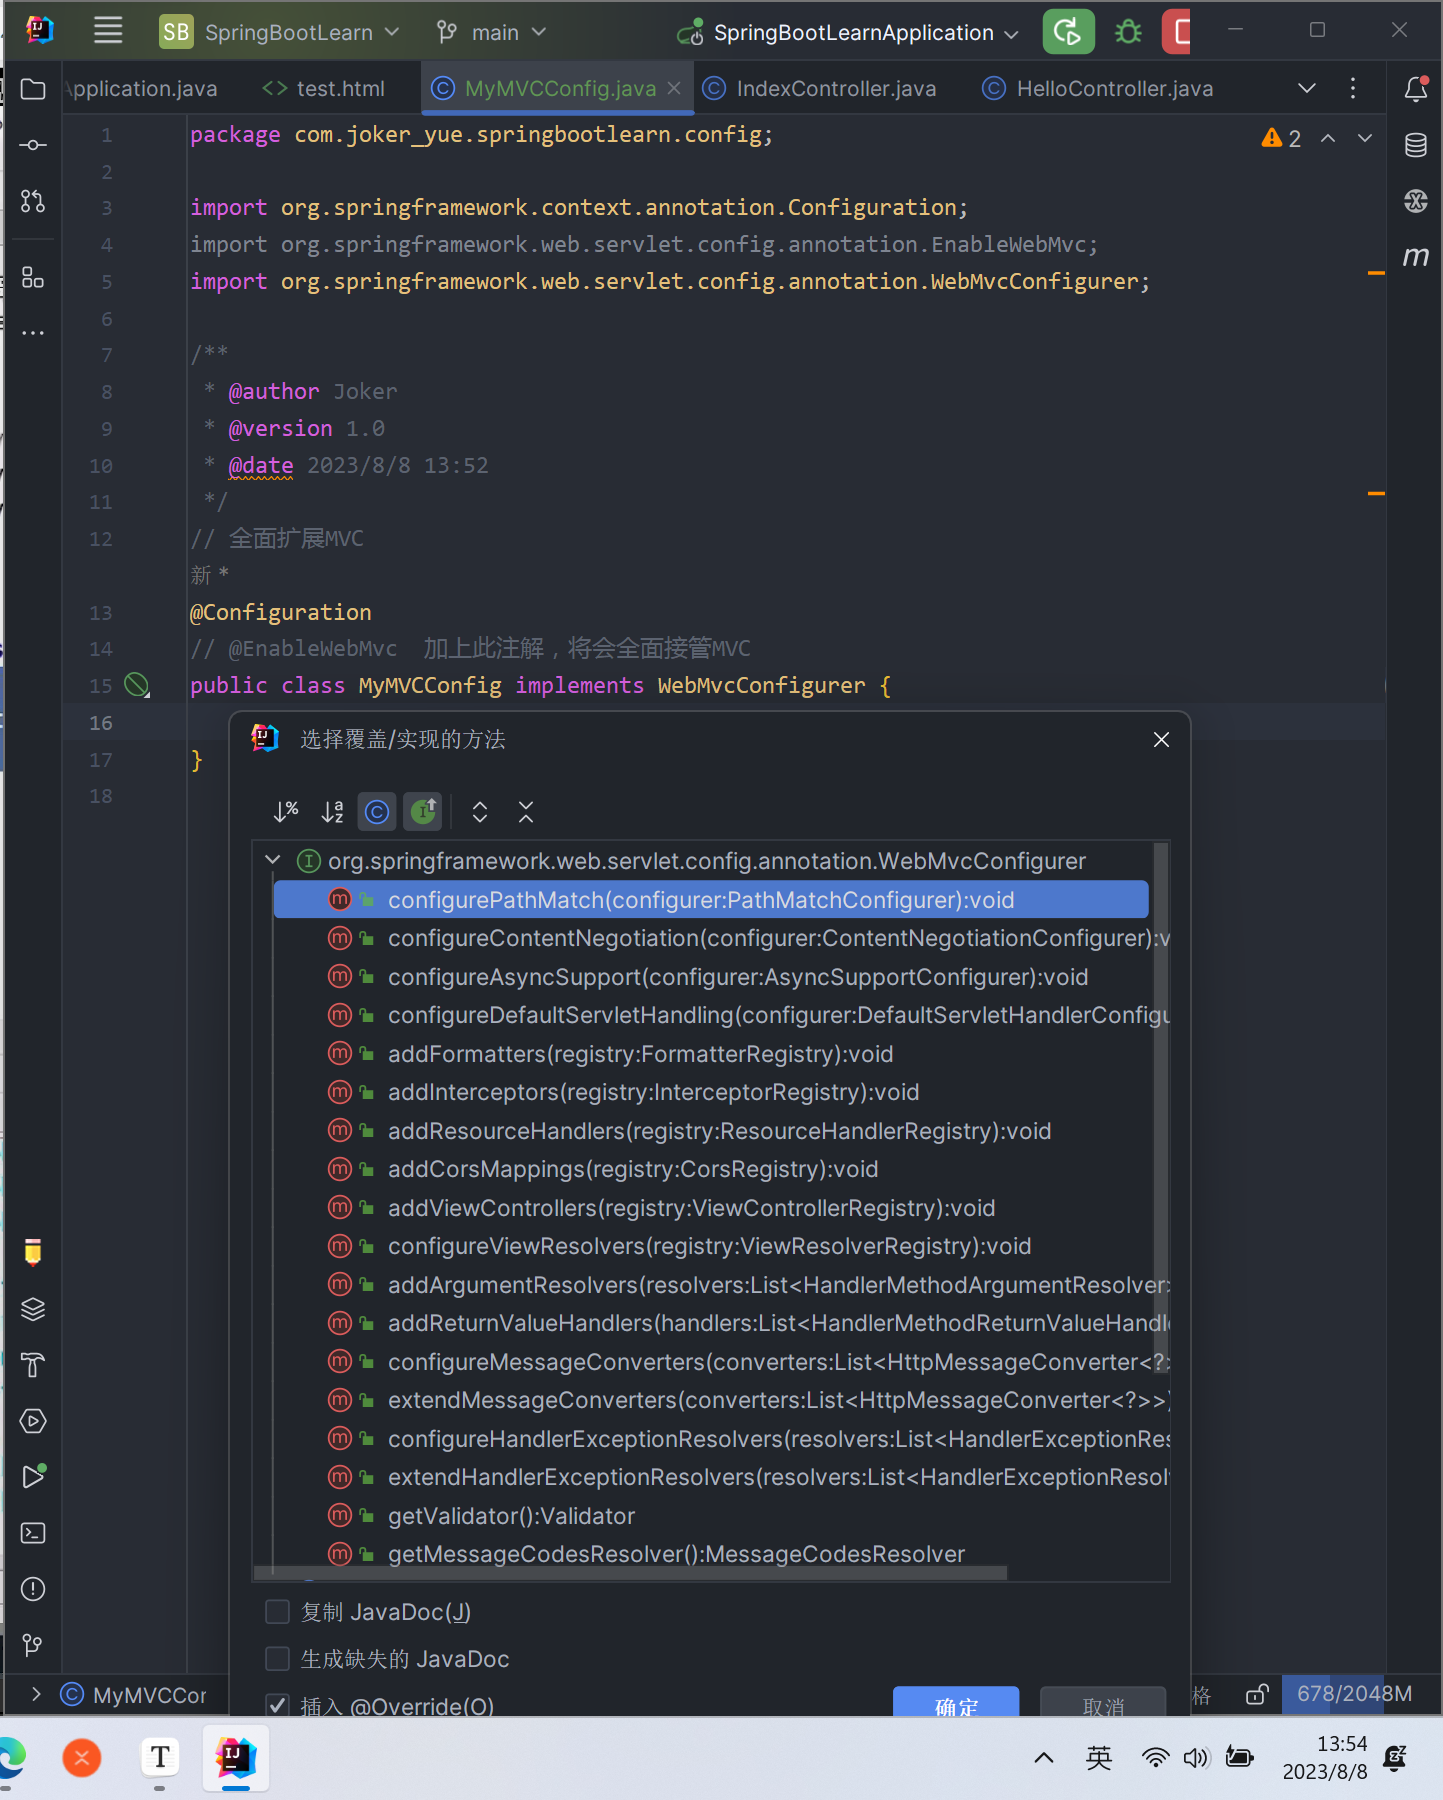 SB SpringBootLearn main SpringBootLearnApplication
Application.java test.html MyMVCConfig.java IndexController.java HelloController.java
1 package com.joker_yue.springbootlearn.config;
2
2
3 import org.springframework.context.annotation.Configuration;
4 import org.springframework.web.servlet.config.annotation.EnableWebMvc;
5 import org.springframework.web.servlet.config.annotation.WebMvcConfigurer;
6
7 /**
8 * @author Joker
9 * @version 1.0
10 * @date 2023/8/8 13:52
11 */
12 // 全面扩展MVC
新 *
13 @Configuration
14 // @EnableWebMvc 加上此注解，将会全面接管MVC
15 public class MyMVCConfig implements WebMvcConfigurer {
16
17 }
18
选择覆盖/实现的方法
org.springframework.web.servlet.config.annotation.WebMvcConfigurer
configurePathMatch(configurer:PathMatchConfigurer):void
configureContentNegotiation(configurer:ContentNegotiationConfigurer):v
configureAsyncSupport(configurer:AsyncSupportConfigurer):void
configureDefaultServletHandling(configurer:DefaultServletHandlerConfigu
addFormatters(registry:FormatterRegistry):void
addInterceptors(registry:InterceptorRegistry):void
addResourceHandlers(registry:ResourceHandlerRegistry):void
addCorsMappings(registry:CorsRegistry):void
addViewControllers(registry:ViewControllerRegistry):void
configureViewResolvers(registry:ViewResolverRegistry):void
addArgumentResolvers(resolvers:List<HandlerMethodArgumentResolver>
addReturnValueHandlers(handlers:List<HandlerMethodReturnValueHandl
configureMessageConverters(converters:List<HttpMessageConverter<?>
extendMessageConverters(converters:List<HttpMessageConverter<?>>)
configureHandlerExceptionResolvers(resolvers:List<HandlerExceptionRes
extendHandlerExceptionResolvers(resolvers:List<HandlerExceptionResol
getValidator():Validator
getMessageCodesResolver():MessageCodesResolver
复制 JavaDoc(J)
生成缺失的 JavaDoc
插入 @Override(O)
确定 取消
MyMVCCor 格 678/2048M
英 13:54
2023/8/8